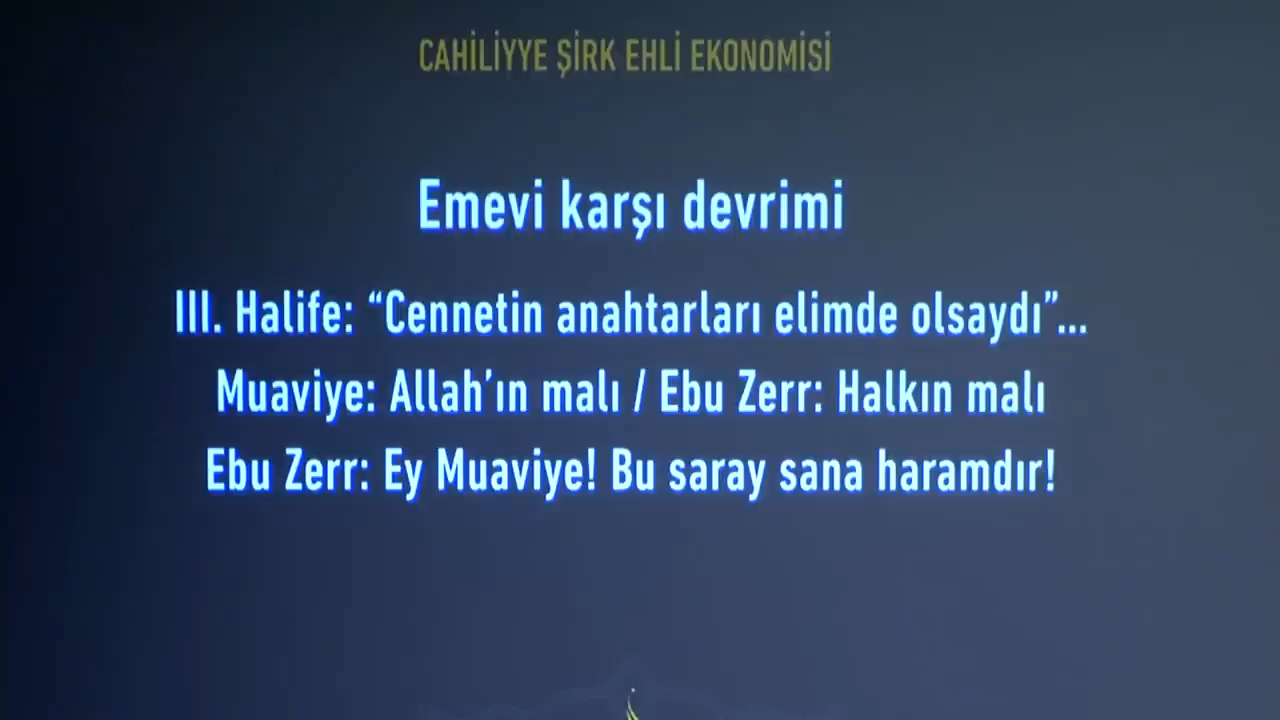 CAHİLİYYE ŞİRK EHLİ EKONOMİSİ
Emevi karşı devrimi
III. Halife: “Cennetin anahtarları elimde olsaydı”...
Muaviye: Allah’ın malı / Ebu Zerr: Halkın malı
Ebu Zerr: Ey Muaviye! Bu saray sana haramdır!